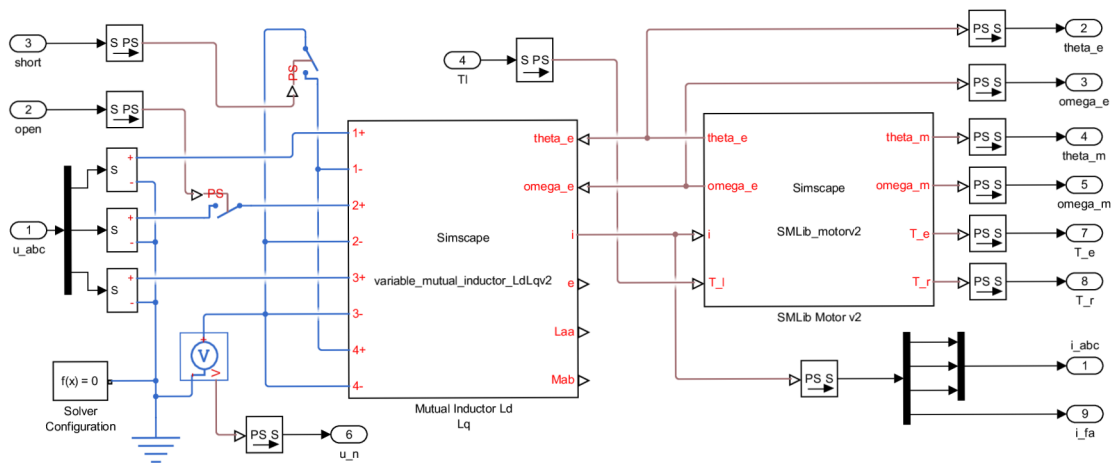 3
short
S PS
2
open
S PS
1
u_abc
S
+
-
S
+
-
S
+
-
PS
PS
f(x) = 0
Solver
Configuration
+
V
V
PS S
6
u_n
4
Tl
S PS
1+
1-
2+
2-
3+
3-
4+
4-
theta_e
omega_e
i
e
Laa
Mab
Simscape
variable_mutual_inductor_LdLqv2
Mutual Inductor Ld
Lq
theta_e
omega_e
i
T_l
Simscape
SMLib_motorv2
theta_m
omega_m
T_e
T_r
SMLib Motor v2
PS S
2
theta_e
PS S
3
omega_e
PS S
4
theta_m
PS S
5
omega_m
PS S
7
T_e
PS S
8
T_r
PS S
i_abc
1
9
i_fa